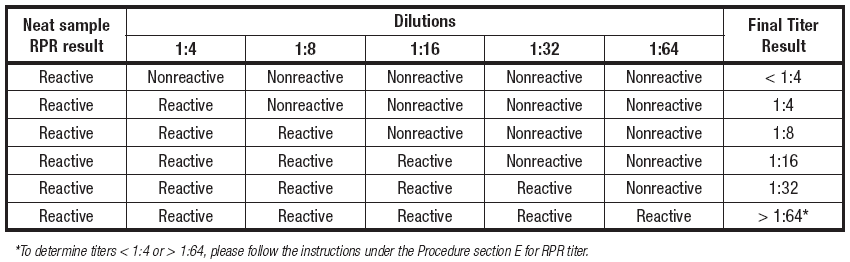 Neat sample RPR result | Dilutions | Final Titer Result
1:4 | 1:8 | 1:16 | 1:32 | 1:64
Reactive | Nonreactive | Nonreactive | Nonreactive | Nonreactive | Nonreactive | < 1:4
Reactive | Reactive | Nonreactive | Nonreactive | Nonreactive | Nonreactive | 1:4
Reactive | Reactive | Reactive | Nonreactive | Nonreactive | Nonreactive | 1:8
Reactive | Reactive | Reactive | Reactive | Nonreactive | Nonreactive | 1:16
Reactive | Reactive | Reactive | Reactive | Reactive | Nonreactive | 1:32
Reactive | Reactive | Reactive | Reactive | Reactive | Reactive | > 1:64*
*To determine titers < 1:4 or > 1:64, please follow the instructions under the Procedure section E for RPR titer.